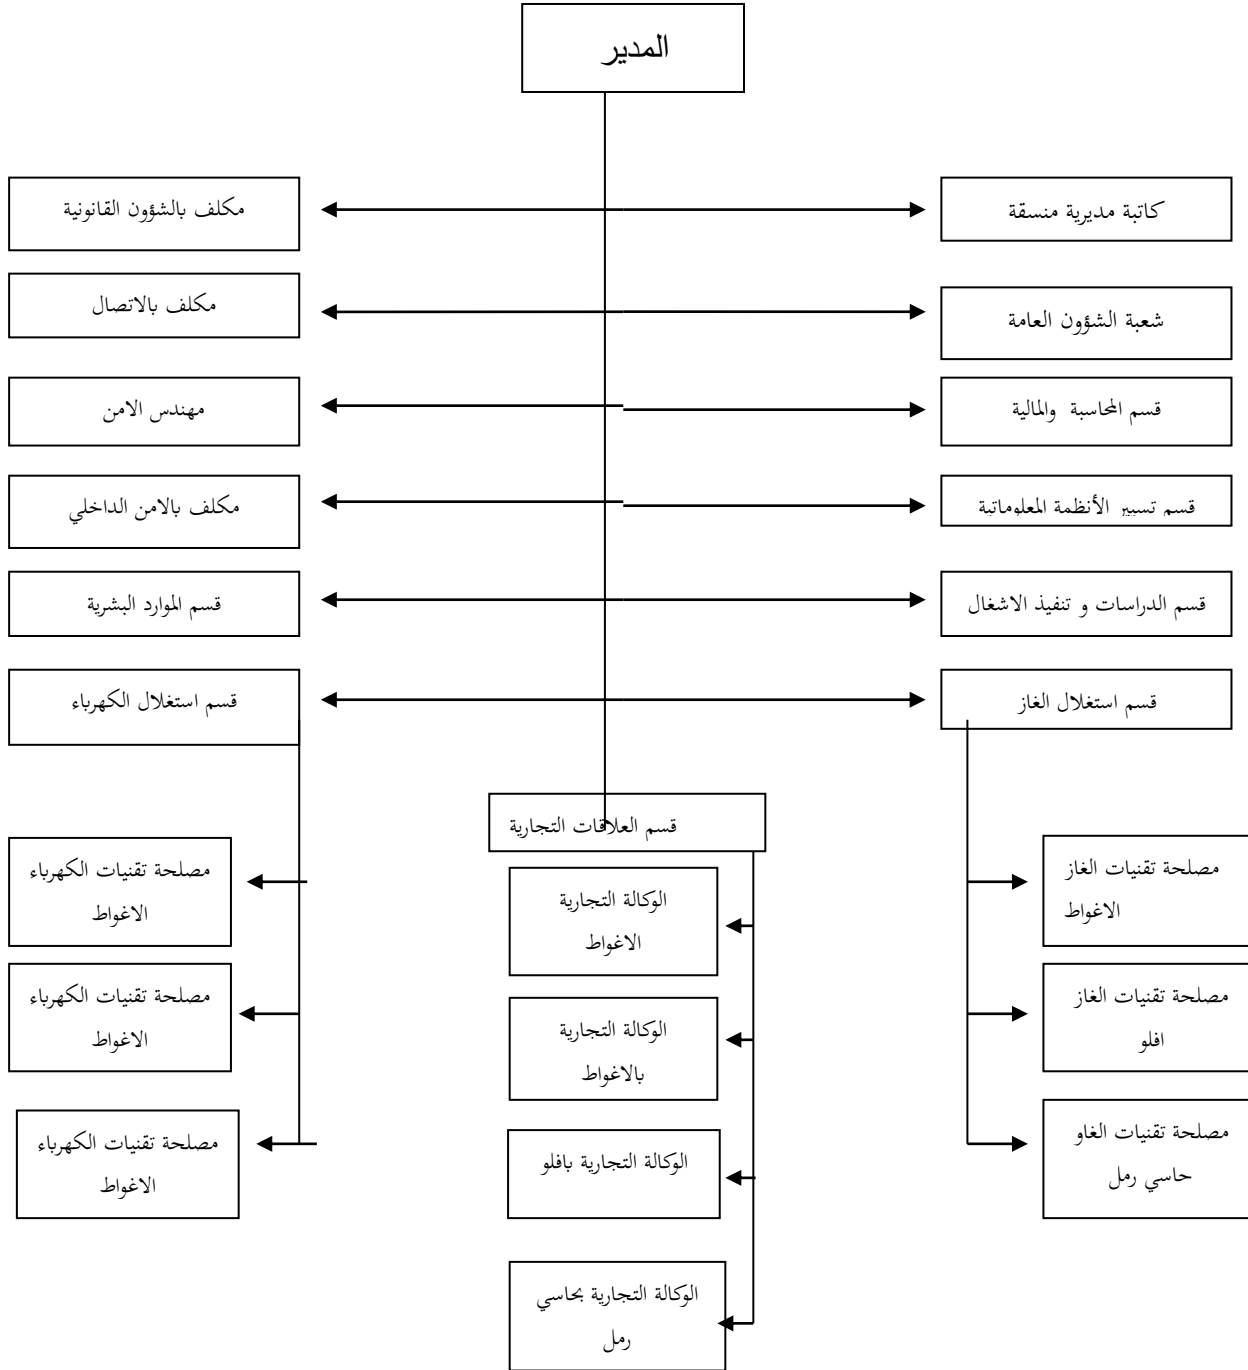 المدير
كاتبة مديرية منسقة
مكلف بالشؤون القانونية
شعبة الشؤون العامة
مكلف بالاتصال
قسم المحاسبة والمالية
مهندس الامن
قسم تسيير الأنظمة المعلوماتية
مكلف بالامن الداخلي
قسم الدراسات و تنفيذ الاشغال
قسم الموارد البشرية
قسم استغلال الغاز
قسم استغلال الكهرباء
قسم العلاقات التجارية
مصلحة تقنيات الغاز
الاغواط
مصلحة تقنيات الغاز
افلو
مصلحة تقنيات الغاو
حاسي رمل
الوكالة التجارية
الاغواط
الوكالة التجارية
بالاغواط
الوكالة التجارية بافلو
الوكالة التجارية بحاسي
رمل
مصلحة تقنيات الكهرباء
الاغواط
مصلحة تقنيات الكهرباء
الاغواط
مصلحة تقنيات الكهرباء
الاغواط